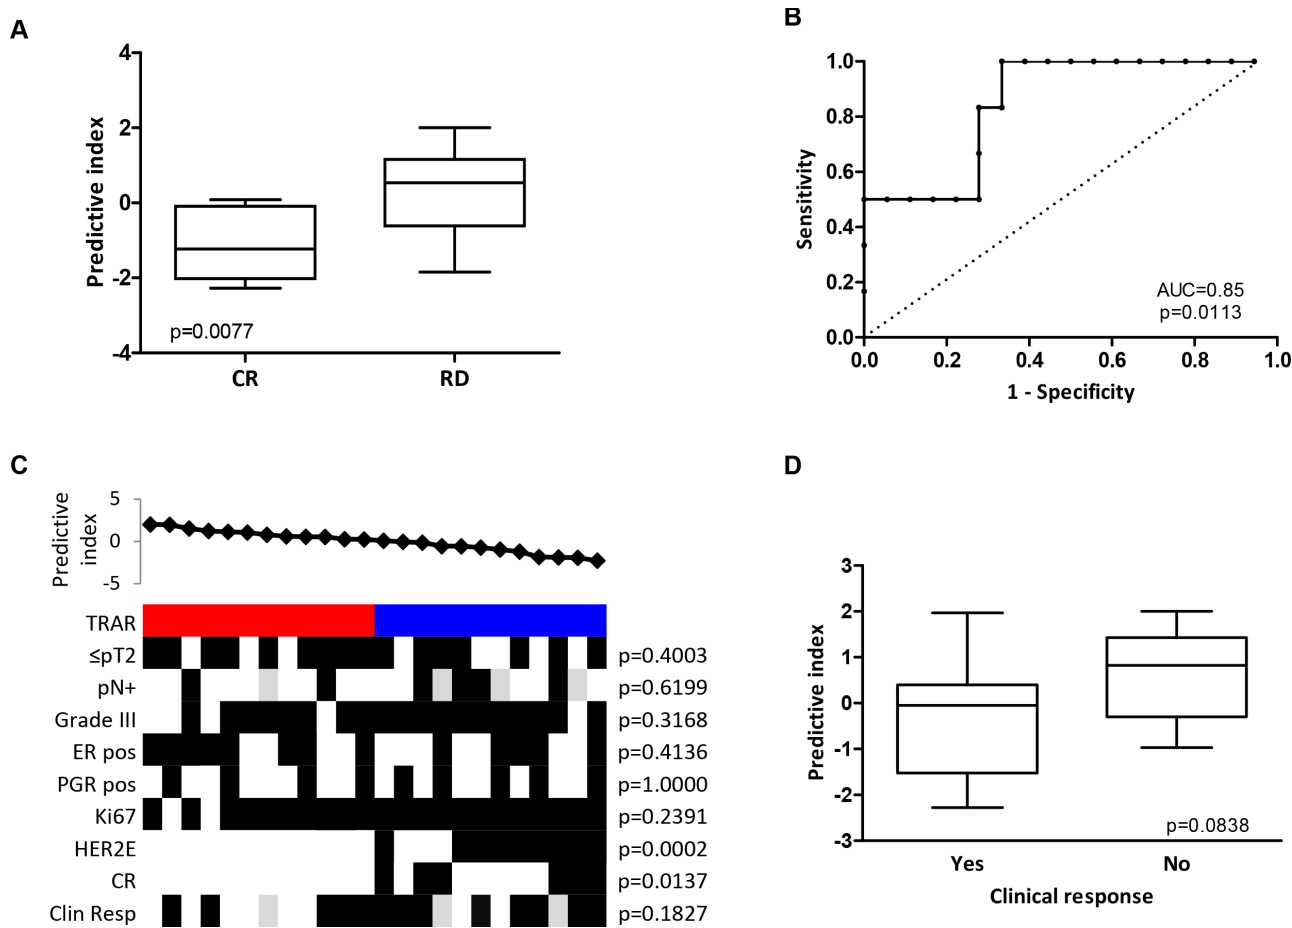 A
Predictive index
4
2
0
-2
-4
p=0.0077
CR
RD
B
Sensitivity
1.0
0.8
0.6
0.4
0.2
0.0
AUC=0.85
p=0.0113
0.0
0.2
0.4
0.6
0.8
1.0
1 - Specificity
C
Predictive
index
5
0
-5
TRAR
≤pT2 p=0.4003
pN+ p=0.6199
Grade III p=0.3168
ER pos p=0.4136
PGR pos p=1.0000
Ki67 p=0.2391
HER2E p=0.0002
CR p=0.0137
Clin Resp p=0.1827
D
Predictive index
3
2
1
0
-1
-2
-3
p=0.0838
Yes
No
Clinical response